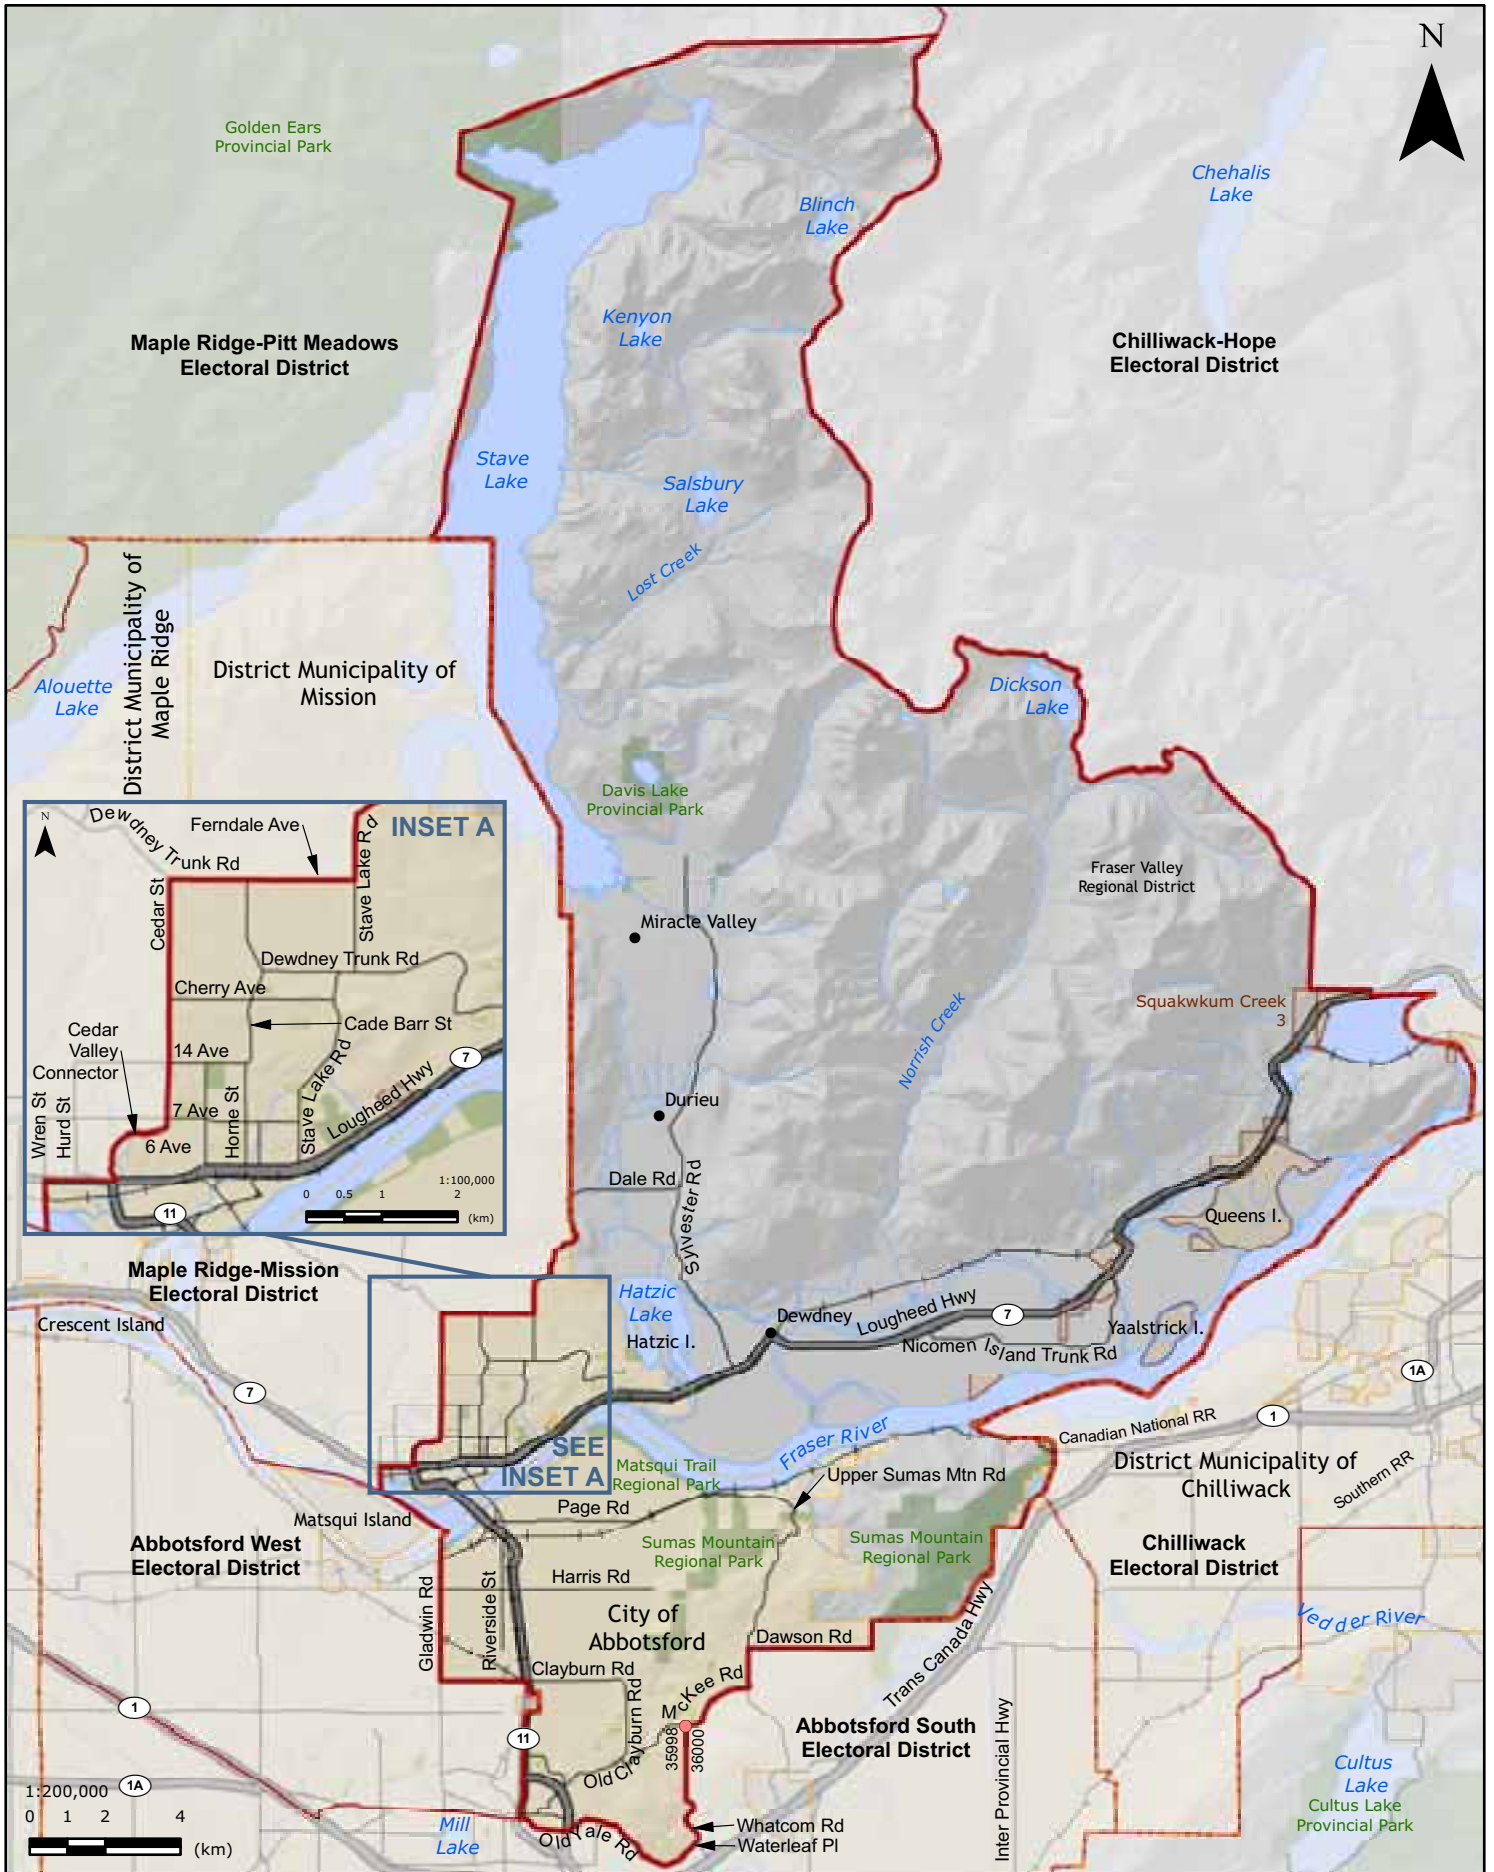 N
Golden Ears
Provincial Park
Chehalis
Lake
Blinch
Lake
Kenyon
Lake
Maple Ridge-Pitt Meadows
Electoral District
Chilliwack-Hope
Electoral District
Stave
Lake
Salsbury
Lake
Lost Creek
District Municipality of
Maple Ridge
District Municipality of
Mission
Alouette
Lake
Dickson
Lake
Davis Lake
Provincial Park
Fraser Valley
Regional District
Miracle Valley
Squakwkum Creek
3
Norrish Creek
Durieu
Dale Rd
Sylvester Rd
Queens I.
INSET A
N
Dewdney Trunk Rd
Ferndale Ave
Stave Lake Rd
Cedar St
Dewdney Trunk Rd
Cherry Ave
Cade Barr St
Cedar
Valley
Connector
14 Ave
7
Lougheed Hwy
Stave Lake Rd
Horne St
7 Ave
6 Ave
Wren St
Hurd St
11
1:100,000
0 0.5 1 2
(km)
Maple Ridge-Mission
Electoral District
Crescent Island
7
Hatzic
Lake
Hatzic I.
Dewdney
Lougheed Hwy
7
Nicomen Island Trunk Rd
Yaalstrick I.
1A
SEE
INSET A
Fraser River
Canadian National RR
1
Matsqui Trail
Regional Park
Upper Sumas Mtn Rd
District Municipality of
Chilliwack
Southern RR
Page Rd
Matsqui Island
Sumas Mountain
Regional Park
Sumas Mountain
Regional Park
Abbotsford West
Electoral District
Chilliwack
Electoral District
Harris Rd
Gladwin Rd
Riverside St
City of
Abbotsford
Trans Canada Hwy
Vedder River
Dawson Rd
Clayburn Rd
McKee Rd
Old Clayburn Rd
35998
36000
1
11
Abbotsford South
Electoral District
Inter Provincial Hwy
Cultus
Lake
Cultus Lake
Provincial Park
1:200,000
1A
0 1 2 4
(km)
Mill
Lake
Old Yale Rd
Whatcom Rd
Waterleaf Pl